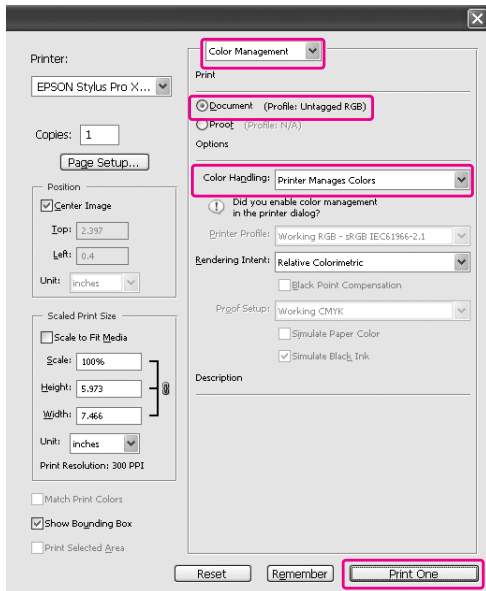 Printer:
EPSON Stylus Pro X...
Copies: 1
Page Setup...
Position
Center Image
Top: 2.397
Left: 0.4
Unit: inches
Scaled Print Size
Scale to Fit Media
Scale: 100%
Height: 5.973
Width: 7.466
Unit: inches
Print Resolution: 300 PPI
Match Print Colors
Show Bounding Box
Print Selected Area
Color Management
Print
Document (Profile: Untagged RGB)
Proof (Profile: N/A)
Options
Color Handling: Printer Manages Colors
Did you enable color management
in the printer dialog?
Printer Profile: Working RGB - sRGB IEC61966-2.1
Rendering Intent: Relative Colorimetric
Black Point Compensation
Proof Setup: Working CMYK
Simulate Paper Color
Simulate Black Ink
Description
Reset Remember Print One